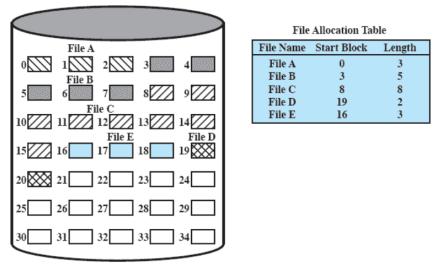 File A
0 1 2 3 4
File B
5 6 7 8 9
File C
10 11 12 13 14
File E File D
15 16 17 18 19
20 21 22 23 24
25 26 27 28 29
30 31 32 33 34
File Allocation Table
File Name Start Block Length
File A 0 3
File B 3 5
File C 8 8
File D 19 2
File E 16 3